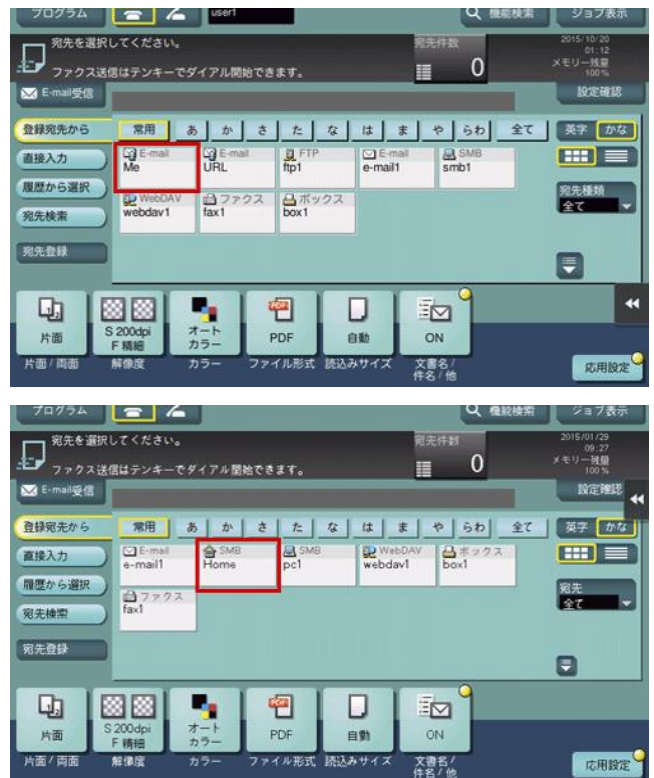 プログラム
user1
機能検索
ジョブ表示
宛先を選択してください。
宛先件数
2015/10/20
01:12
ファクス送信はテンキーでダイアル開始できます。
0
メモリー残量
100 %
E-mail受信
設定確認
登録宛先から
常用 あ か さ た な は ま や らわ 全て
英字 かな
直接入力
E-mail
Me
E-mail
URL
FTP
ftp1
E-mail
e-mail1
SMB
smb1
履歴から選択
WebDAV
webdav1
ファクス
fax1
ボックス
box1
宛先種類
全て
宛先検索
宛先登録
片面
S 200dpi
F 精細
オート
カラー
PDF
自動
ON
片面 / 両面
解像度
カラー
ファイル形式
読込みサイズ
文書名 /
件名 / 他
応用設定
プログラム
機能検索
ジョブ表示
宛先を選択してください。
宛先件数
2015/01/29
09:27
ファクス送信はテンキーでダイアル開始できます。
0
メモリー残量
100 %
E-mail受信
設定確認
登録宛先から
常用 あ か さ た な は ま や らわ 全て
英字 かな
直接入力
E-mail
e-mail1
SMB
Home
SMB
pc1
WebDAV
webdav1
ボックス
box1
履歴から選択
ファクス
fax1
宛先
全て
宛先検索
宛先登録
片面
S 200dpi
F 精細
オート
カラー
PDF
自動
ON
片面 / 両面
解像度
カラー
ファイル形式
読込みサイズ
文書名 /
件名 / 他
応用設定